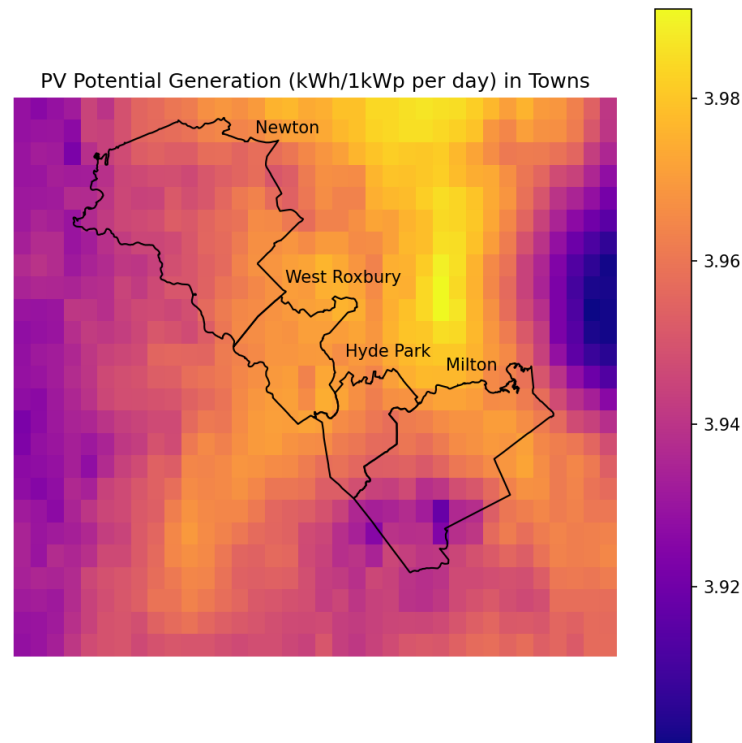 PV Potential Generation (kWh/1kWp per day) in Towns
Newton
West Roxbury
Hyde Park
Milton
3.98
3.96
3.94
3.92